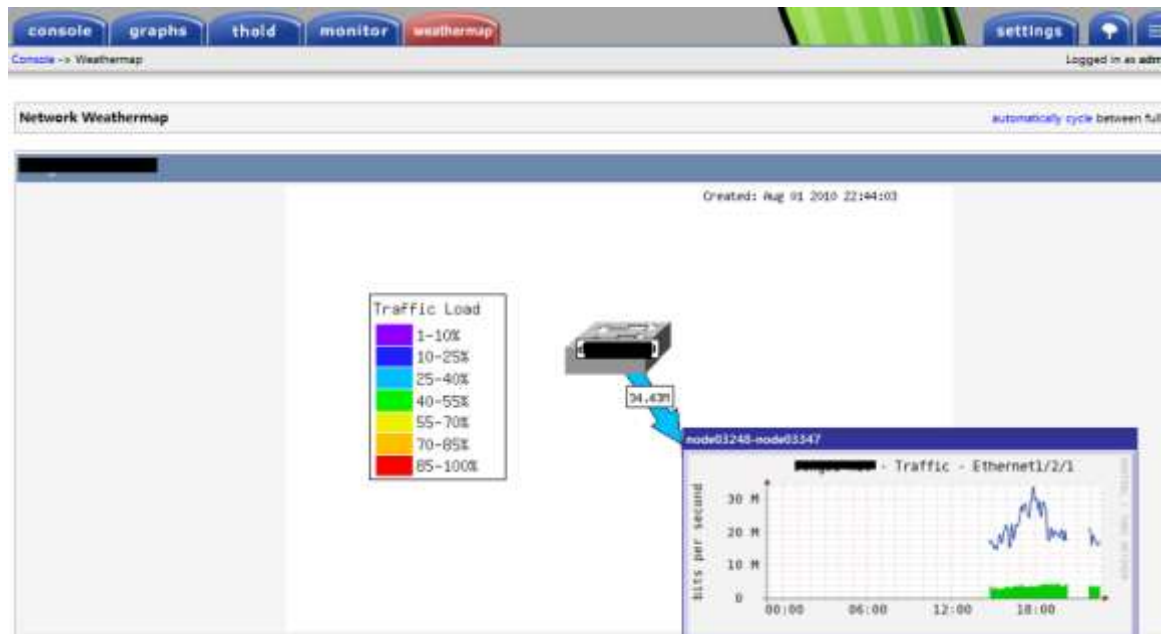 console graphs thold monitor weathermap settings
Console -> Weathermap Logged in as adm
Network Weathermap automatically cycle between full
Created: Aug 01 2010 22:44:03
Traffic Load
1-10%
10-25%
25-40%
40-55%
55-70%
70-85%
85-100%
34.43M
node03248-node03347
- Traffic - Ethernet1/2/1
bits per second
30 M
20 M
10 M
0
00:00 06:00 12:00 18:00